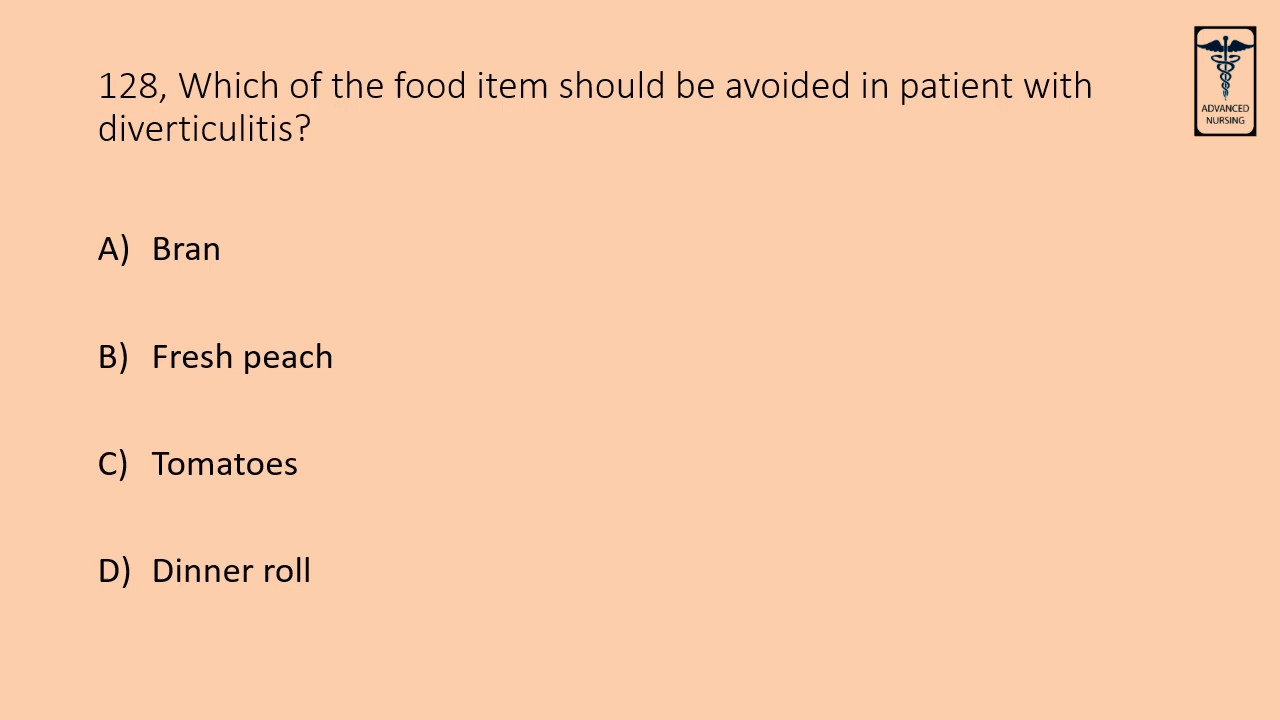 128, Which of the food item should be avoided in patient with
diverticulitis?
ADVANCED
NURSING
A) Bran
B) Fresh peach
C) Tomatoes
D) Dinner roll